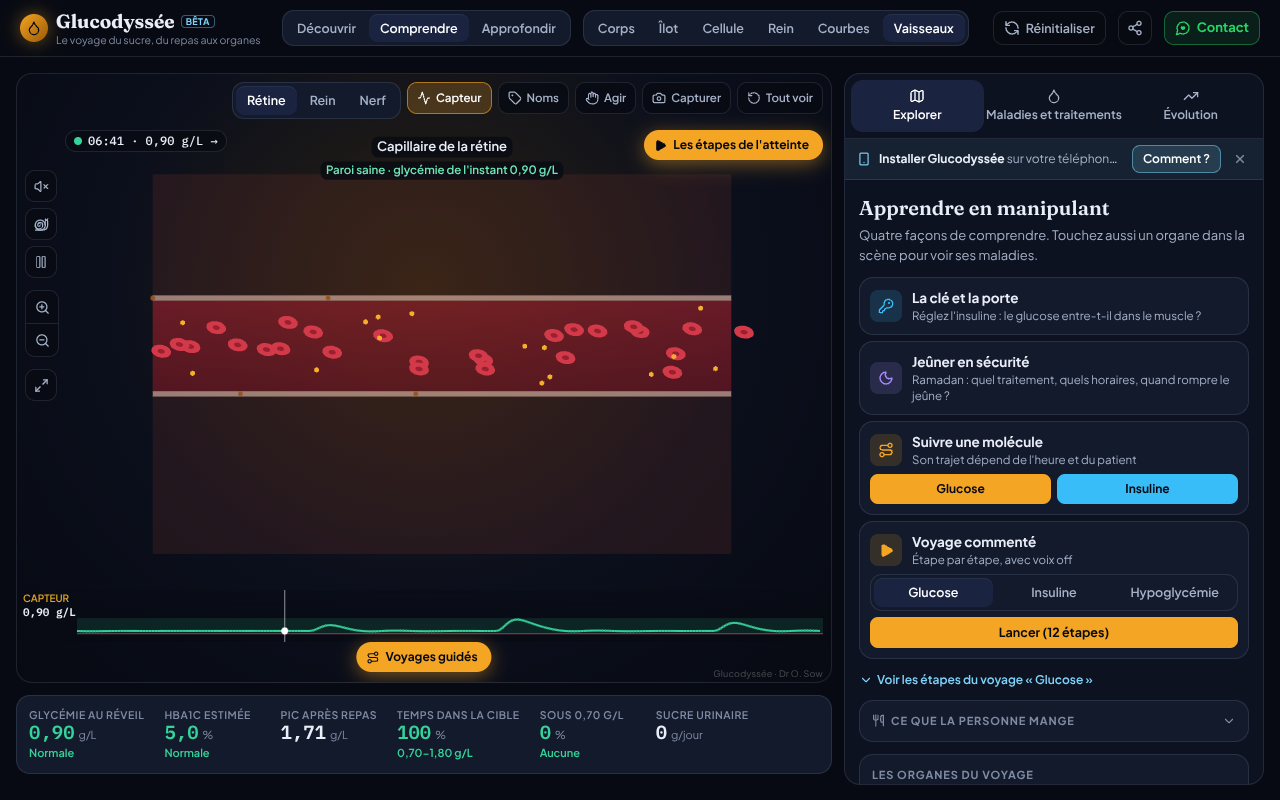 Glucodyssée BÊTA
Le voyage du sucre, du repas aux organes
Découvrir Comprendre Approfondir
Corps Îlot Cellule Rein Courbes Vaisseaux
Réinitialiser
Contact
Rétine Rein Nerf
Capteur
Noms
Agir
Capturer
Tout voir
06:41 · 0,90 g/L →
Capillaire de la rétine
Les étapes de l'atteinte
Paroi saine · glycémie de l'instant 0,90 g/L
CAPTEUR
0,90 g/L
Voyages guidés
Glucodyssée · Dr O. Sow
GLYCÉMIE AU RÉVEIL
0,90 g/L
Normale
HBA1C ESTIMÉE
5,0 %
Normale
PIC APRÈS REPAS
1,71 g/L
TEMPS DANS LA CIBLE
100 %
0,70–1,80 g/L
SOUS 0,70 G/L
0 %
Aucune
SUCRE URINAIRE
0 g/jour
Explorer
Maladies et traitements
Évolution
Installer Glucodyssée sur votre téléphon…
Comment ?
Apprendre en manipulant
Quatre façons de comprendre. Touchez aussi un organe dans la
scène pour voir ses maladies.
La clé et la porte
Réglez l'insuline : le glucose entre-t-il dans le muscle ?
Jeûner en sécurité
Ramadan : quel traitement, quels horaires, quand rompre le
jeûne ?
Suivre une molécule
Son trajet dépend de l'heure et du patient
Glucose Insuline
Voyage commenté
Étape par étape, avec voix off
Glucose Insuline Hypoglycémie
Lancer (12 étapes)
Voir les étapes du voyage « Glucose »
CE QUE LA PERSONNE MANGE
LES ORGANES DU VOYAGE